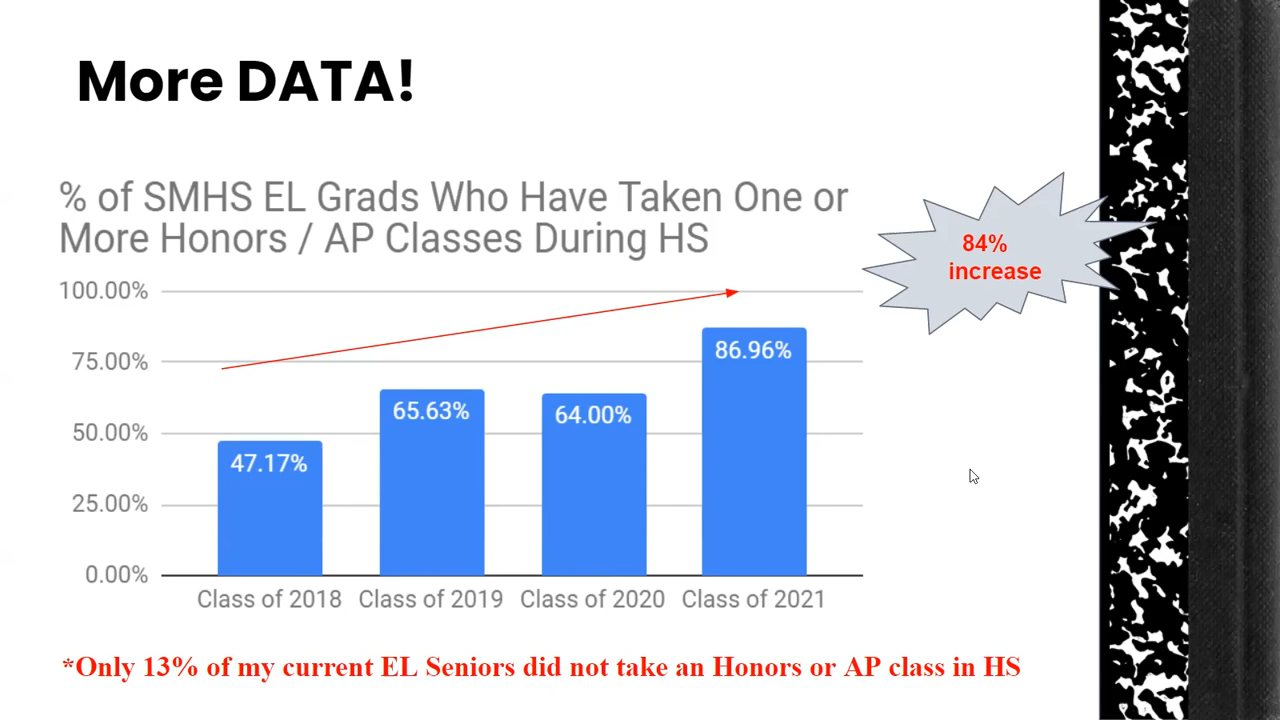 More DATA!
% of SMHS EL Grads Who Have Taken One or
More Honors / AP Classes During HS
84%
increase
100.00%
75.00%
50.00%
25.00%
0.00%
47.17%
65.63%
64.00%
86.96%
Class of 2018
Class of 2019
Class of 2020
Class of 2021
*Only 13% of my current EL Seniors did not take an Honors or AP class in HS